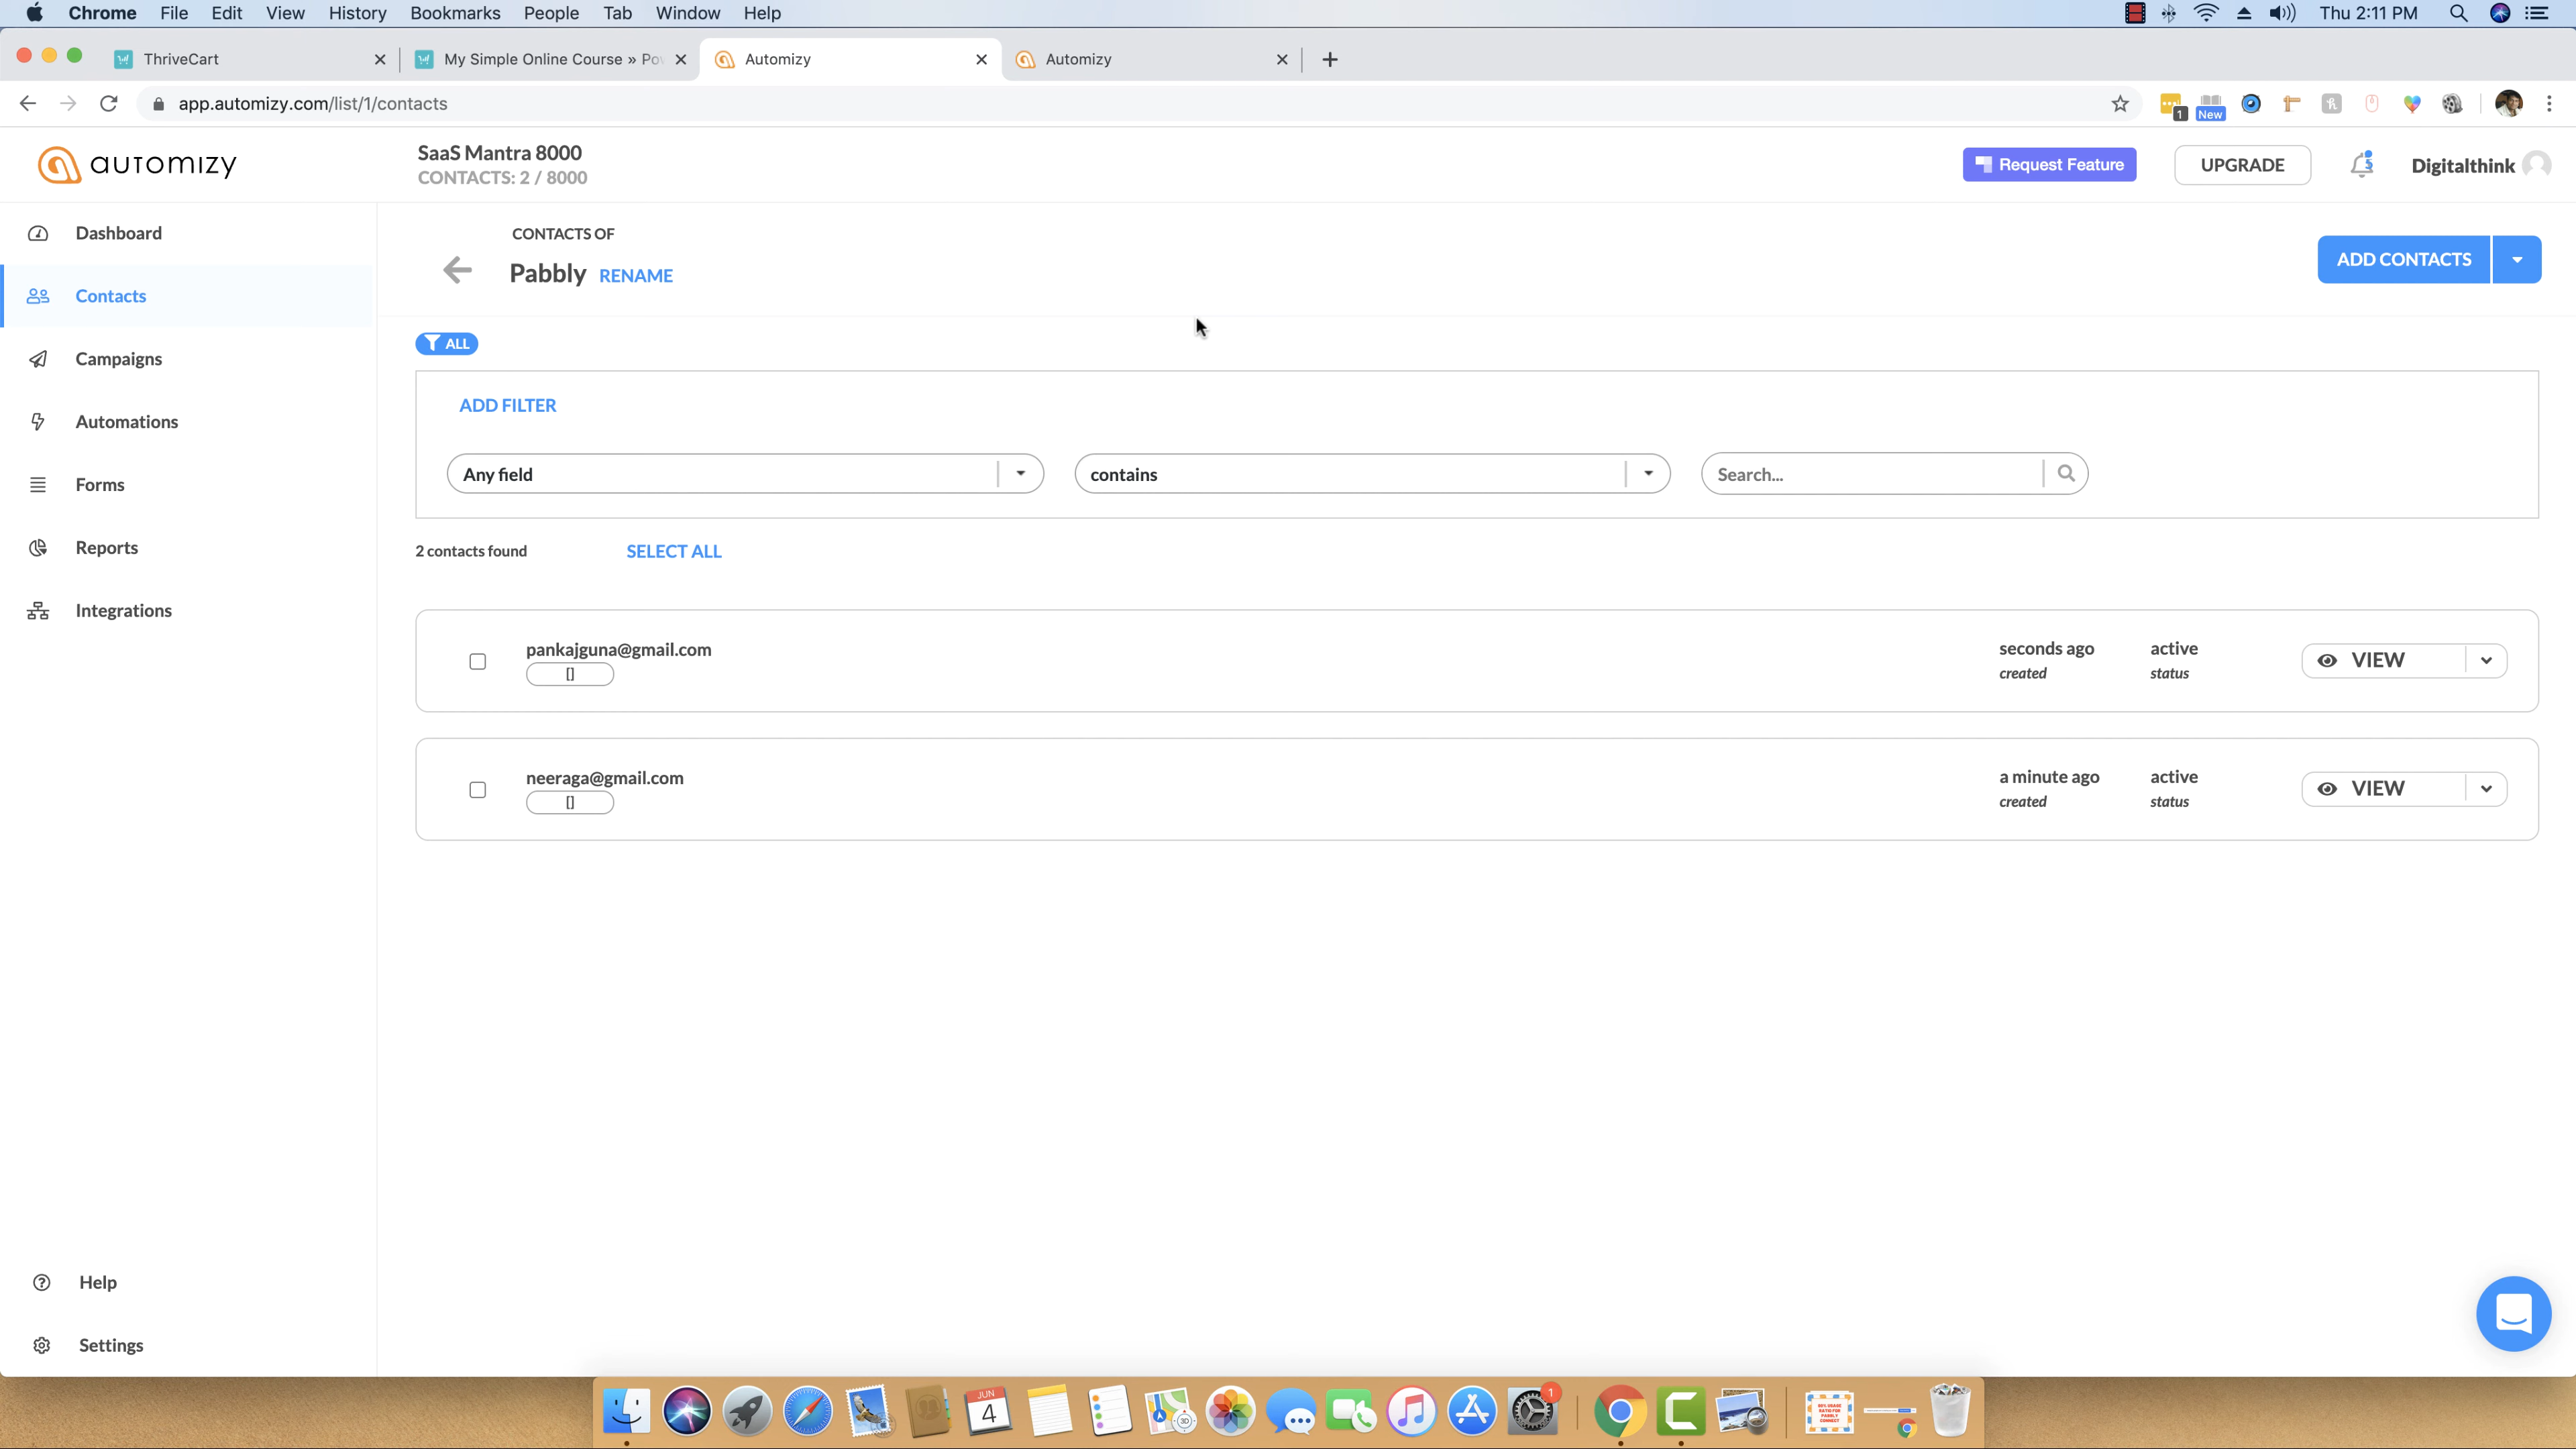 Chrome File Edit View History Bookmarks People Tab Window Help Thu 2:11 PM
ThriveCart My Simple Online Course » Po Automizy Automizy
app.automizy.com/list/1/contacts
1 New
automizy
SaaS Mantra 8000
CONTACTS: 2 / 8000
Request Feature UPGRADE 5 Digitalthink
Dashboard
Contacts
Campaigns
Automations
Forms
Reports
Integrations
CONTACTS OF
Pabbly RENAME
ADD CONTACTS
ALL
ADD FILTER
Any field contains Search...
2 contacts found SELECT ALL
pankajguna@gmail.com
[]
seconds ago
created
active
status
VIEW
neeraga@gmail.com
[]
a minute ago
created
active
status
VIEW
Help
Settings
JUN
4
3D
1